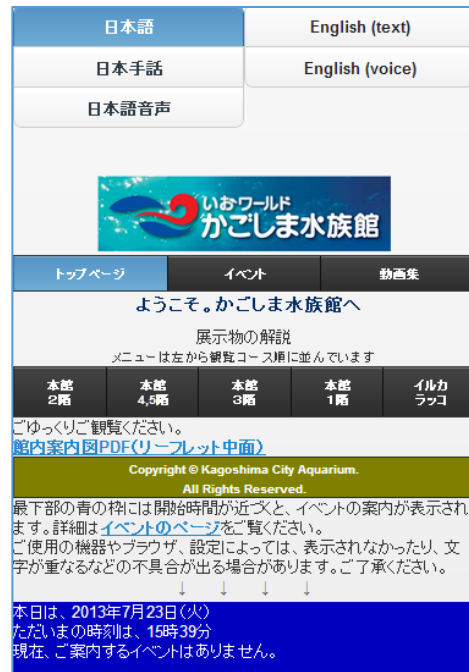 日本語 English (text)
日本手話 English (voice)
日本語音声
いおワールド
かごしま水族館
トップページ イベント 動画集
ようこそ。かごしま水族館へ
展示物の解説
メニューは左から観覧コース順に並んでいます
本館 本館 本館 本館 イルカ
2階 4,5階 3階 1階 ラッコ
ごゆっくりご観覧ください。
館内案内図PDF(リーフレット中面)
Copyright © Kagoshima City Aquarium.
All Rights Reserved.
最下部の青の枠には開始時間が近づくと、イベントの案内が表示され
ます。詳細はイベントのページをご覧ください。
ご使用の機器やブラウザ、設定によっては、表示されなかったり、文
字が重なるなどの不具合が出る場合があります。ご了承ください。
↓ ↓ ↓ ↓
本日は、2013年7月23日(火)
ただいまの時刻は、15時39分
現在、ご案内するイベントはありません。